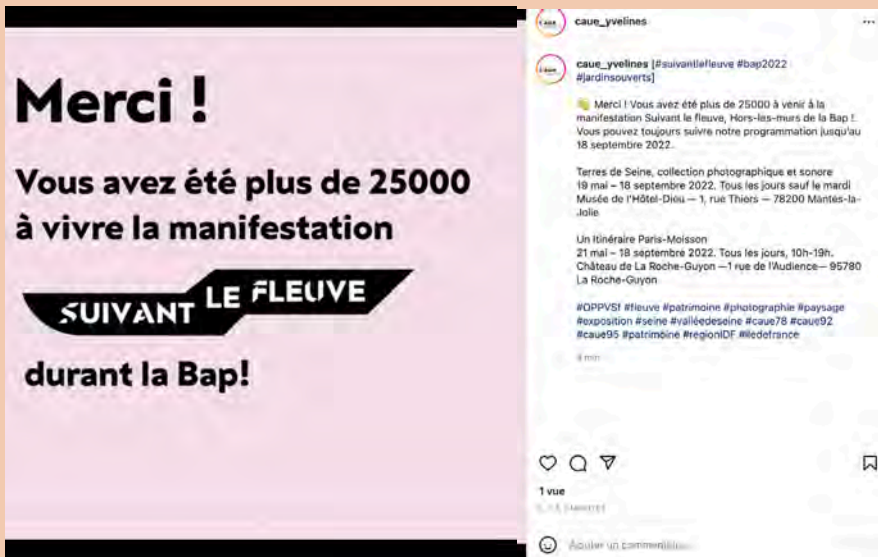 Merci !
Vous avez été plus de 25000
à vivre la manifestation
SUIVANT LE FLEUVE
durant la Bap!
caue_yvelines
caue_yvelines [#suivantlefleuve #bap2022
#jardinsouverts]
👏 Merci ! Vous avez été plus de 25000 à venir à la
manifestation Suivant le fleuve, Hors-les-murs de la Bap !
Vous pouvez toujours suivre notre programmation jusqu'au
18 septembre 2022.
Terres de Seine, collection photographique et sonore
19 mai – 18 septembre 2022. Tous les jours sauf le mardi
Musée de l'Hôtel-Dieu — 1, rue Thiers — 78200 Mantes-la-
Jolie
Un Itinéraire Paris-Moisson
21 mai – 18 septembre 2022. Tous les jours, 10h-19h.
Château de La Roche-Guyon —1 rue de l'Audience— 95780
La Roche-Guyon
#OPPVSf #fleuve #patrimoine #photographie #paysage
#exposition #seine #valléedeseine #caue78 #caue92
#caue95 #patrimoine #regionIDF #iledefrance
1 vue
Ajouter un commentaire